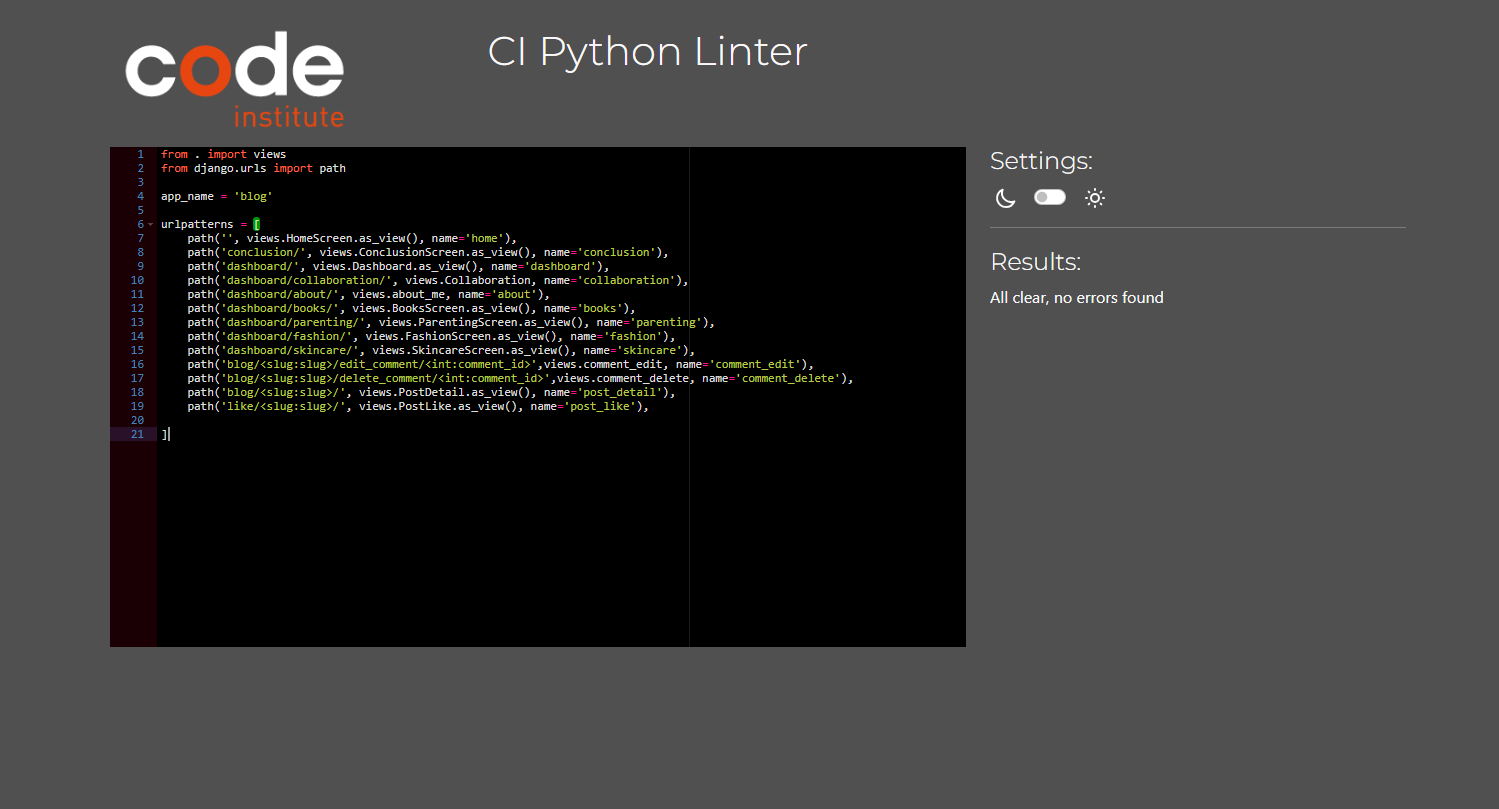 code
institute
CI Python Linter
1 from . import views
2 from django.urls import path
3
4 app_name = 'blog'
5
6 urlpatterns = [
7     path('', views.HomeScreen.as_view(), name='home'),
8     path('conclusion/', views.ConclusionScreen.as_view(), name='conclusion'),
9     path('dashboard/', views.Dashboard.as_view(), name='dashboard'),
10     path('dashboard/collaboration/', views.Collaboration, name='collaboration'),
11     path('dashboard/about/', views.about_me, name='about'),
12     path('dashboard/books/', views.BooksScreen.as_view(), name='books'),
13     path('dashboard/parenting/', views.ParentingScreen.as_view(), name='parenting'),
14     path('dashboard/fashion/', views.FashionScreen.as_view(), name='fashion'),
15     path('dashboard/skincare/', views.SkincareScreen.as_view(), name='skincare'),
16     path('blog/<slug:slug>/edit_comment/<int:comment_id>',views.comment_edit, name='comment_edit'),
17     path('blog/<slug:slug>/delete_comment/<int:comment_id>',views.comment_delete, name='comment_delete'),
18     path('blog/<slug:slug>/', views.PostDetail.as_view(), name='post_detail'),
19     path('like/<slug:slug>/', views.PostLike.as_view(), name='post_like'),
20
21 ]
Settings:
Results:
All clear, no errors found